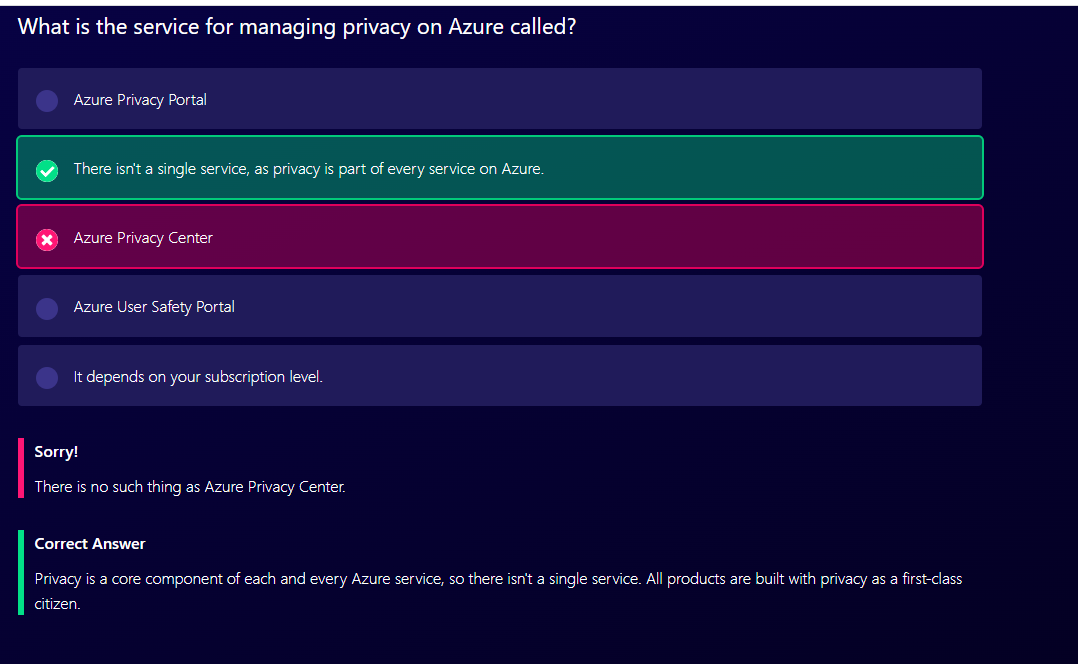 What is the service for managing privacy on Azure called?
Azure Privacy Portal
There isn't a single service, as privacy is part of every service on Azure.
Azure Privacy Center
Azure User Safety Portal
It depends on your subscription level.
Sorry!
There is no such thing as Azure Privacy Center.
Correct Answer
Privacy is a core component of each and every Azure service, so there isn't a single service. All products are built with privacy as a first-class
citizen.